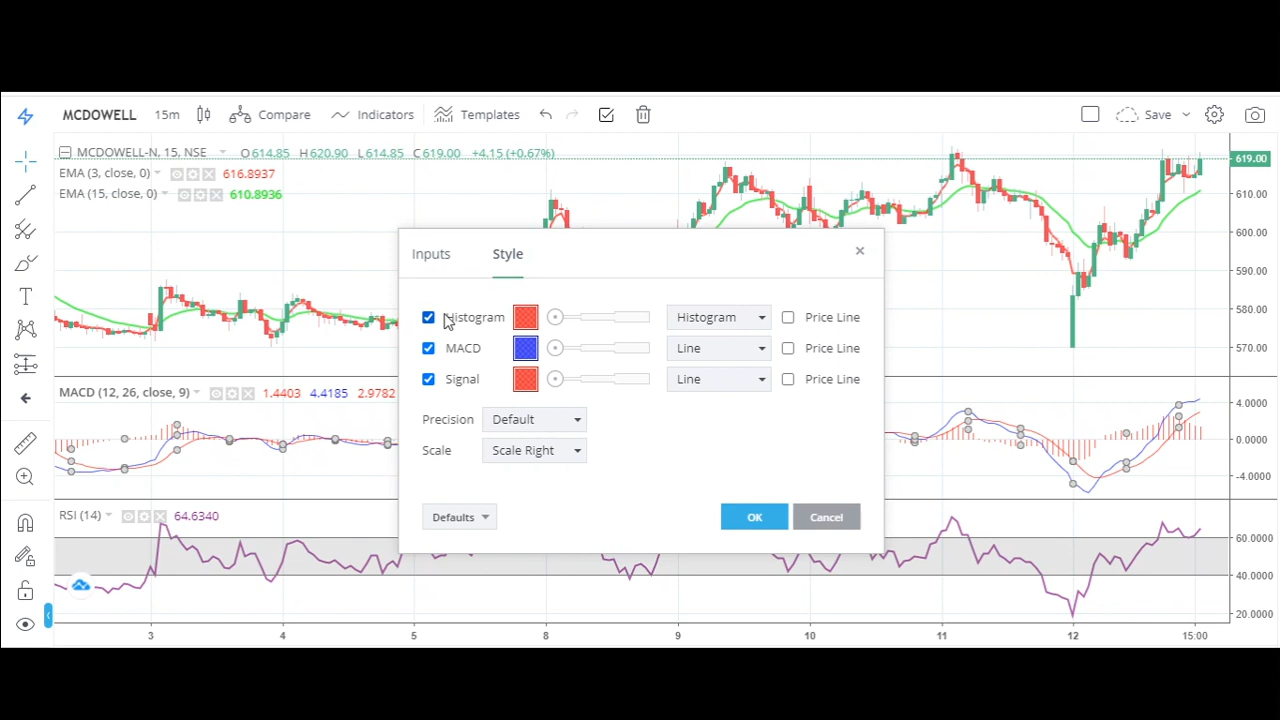 MCDOWELL 15m Compare Indicators Templates Save
MCDOWELL-N, 15, NSE O614.85 H620.90 L614.85 C619.00 +4.15 (+0.67%)
619.00
EMA (3, close, 0) 616.8937
EMA (15, close, 0) 610.8936
610.00
600.00
590.00
580.00
570.00
Inputs Style
Histogram Histogram Price Line
MACD Line Price Line
Signal Line Price Line
Precision Default
Scale Scale Right
Defaults OK Cancel
MACD (12, 26, close, 9) 1.4403 4.4185 2.9782
4.0000
0.0000
-4.0000
RSI (14) 64.6340
60.0000
40.0000
20.0000
3 4 5 8 9 10 11 12 15:00